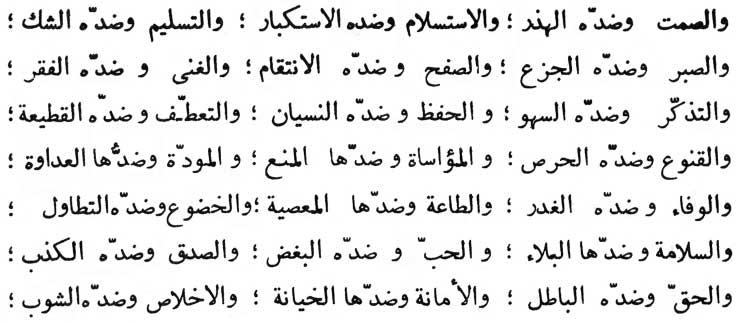 والصمت وضدّه الهذر ؛ والاستسلام وضده الاستكبار ؛ والتسليم وضدّه الشك ؛
والصبر وضدّه الجزع ؛ والصفح و ضدّه الانتقام ؛ والغنى و ضدّه الفقر ؛
والتذكّر وضدّه السهو ؛ و الحفظ و ضدّه النسيان ؛ والتعطّف و ضدّه القطيعة ؛
والقنوع وضدّه الحرص ؛ و المؤاساة و ضدّها المنع ؛ و المودّة وضدّها العداوة ؛
والوفاء و ضدّه الغدر ؛ والطاعة وضدّها المعصية ؛ والخضوع وضدّه التطاول ؛
والسلامة و ضدّها البلاء ؛ و الحبّ و ضدّه البغض ؛ والصدق وضدّه الكذب ؛
والحقّ وضدّه الباطل ؛ والأمانة وضدّها الخيانة ؛ والاخلاص وضدّه الشوب ؛